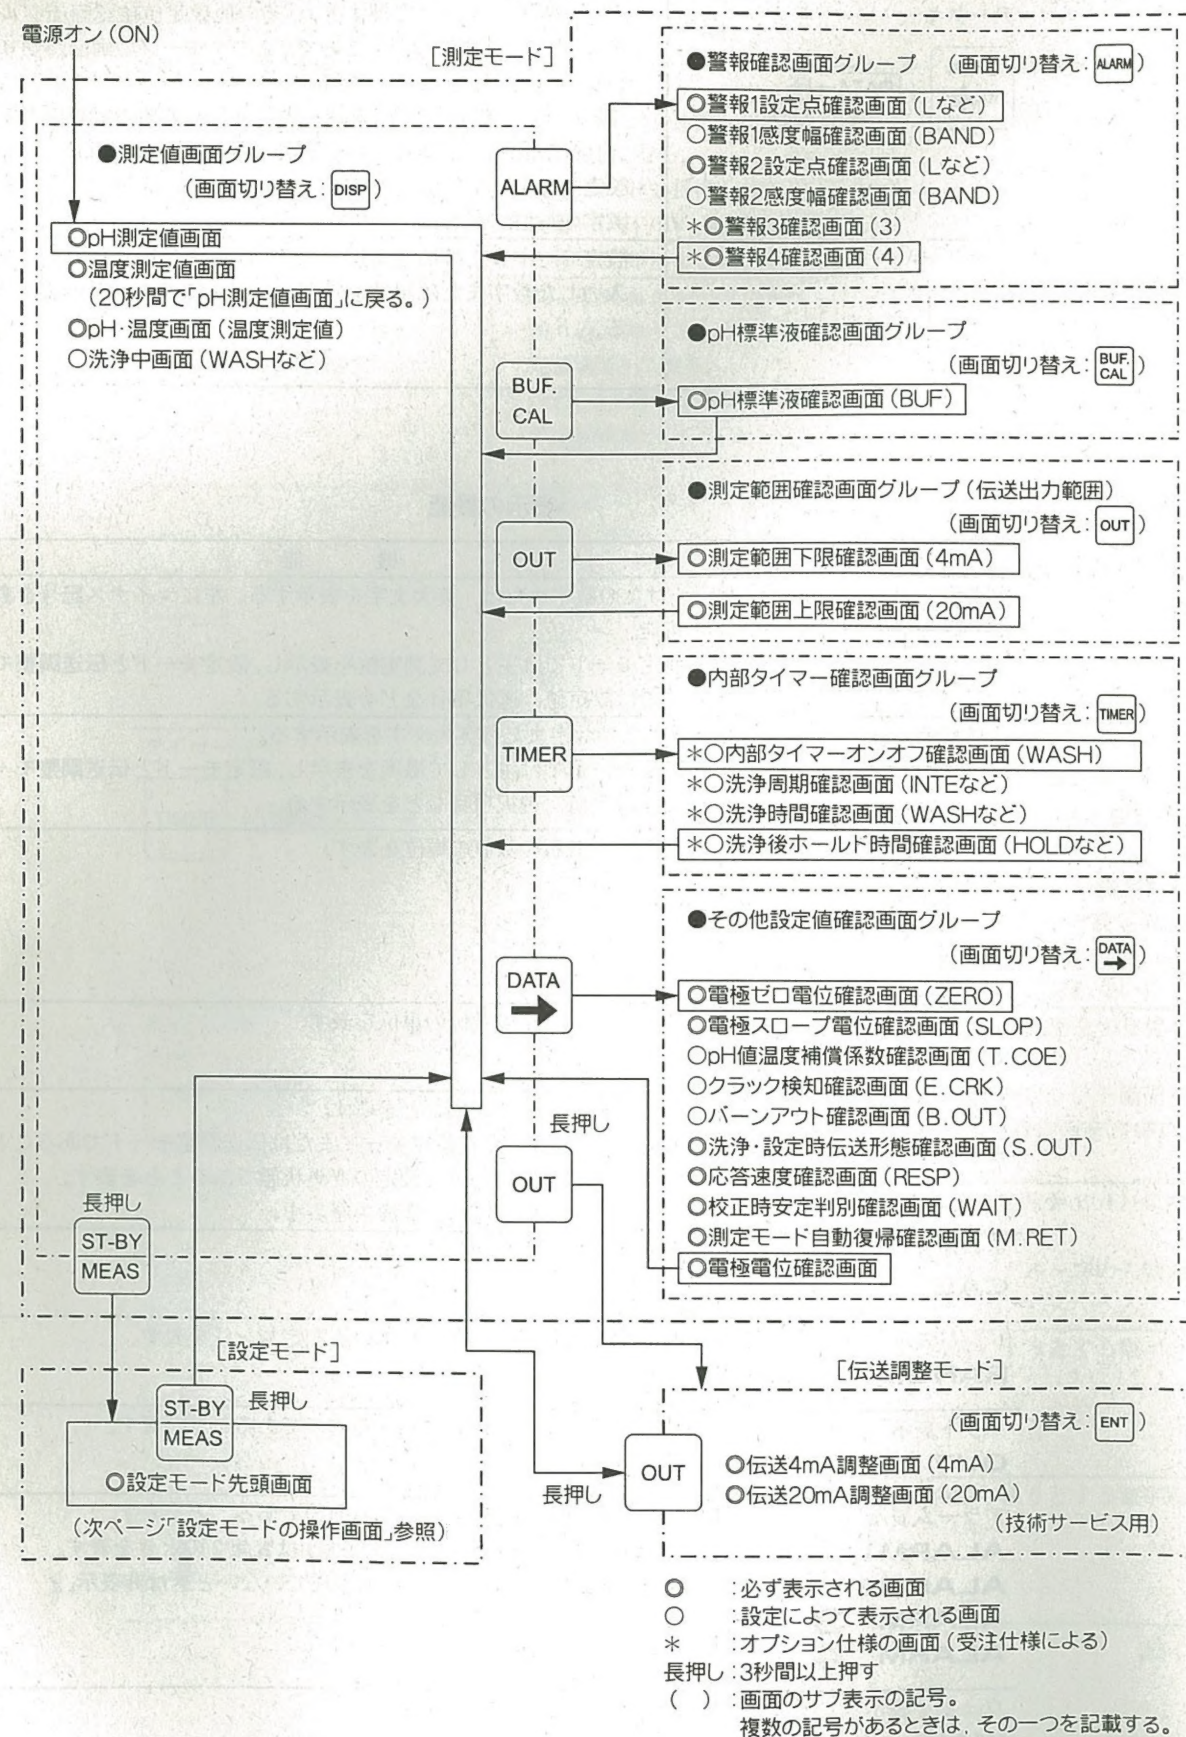 電源オン(ON)
[測定モード]
●測定値画面グループ
(画面切り替え:DISP)
◎pH測定値画面
◎温度測定値画面
(20秒間で「pH測定値画面」に戻る。)
◎pH・温度画面(温度測定値)
○洗浄中画面(WASHなど)
ALARM
●警報確認画面グループ (画面切り替え:ALARM)
◎警報1設定点確認画面(Lなど)
○警報1感度幅確認画面(BAND)
◎警報2設定点確認画面(Lなど)
○警報2感度幅確認画面(BAND)
*◎警報3確認画面(3)
*◎警報4確認画面(4)
BUF.
CAL
●pH標準液確認画面グループ
(画面切り替え:BUF. CAL)
◎pH標準液確認画面(BUF)
OUT
●測定範囲確認画面グループ(伝送出力範囲)
(画面切り替え:OUT)
◎測定範囲下限確認画面(4mA)
◎測定範囲上限確認画面(20mA)
TIMER
●内部タイマー確認画面グループ
(画面切り替え:TIMER)
*○内部タイマーオンオフ確認画面(WASH)
*○洗浄周期確認画面(INTEなど)
*○洗浄時間確認画面(WASHなど)
*○洗浄後ホールド時間確認画面(HOLDなど)
DATA
➡
●その他設定値確認画面グループ
(画面切り替え:DATA ➡)
◎電極ゼロ電位確認画面(ZERO)
◎電極スロープ電位確認画面(SLOP)
○pH値温度補償係数確認画面(T.COE)
○クラック検知確認画面(E.CRK)
○バーンアウト確認画面(B.OUT)
◎洗浄・設定時伝送形態確認画面(S.OUT)
◎応答速度確認画面(RESP)
◎校正時安定判別確認画面(WAIT)
◎測定モード自動復帰確認画面(M.RET)
◎電極電位確認画面
長押し
OUT
長押し
ST-BY
MEAS
[設定モード]
ST-BY
MEAS
長押し
◎設定モード先頭画面
(次ページ「設定モードの操作画面」参照)
[伝送調整モード]
(画面切り替え:ENT)
OUT
長押し
◎伝送4mA調整画面(4mA)
◎伝送20mA調整画面(20mA)
(技術サービス用)
◎ :必ず表示される画面
○ :設定によって表示される画面
* :オプション仕様の画面(受注仕様による)
長押し:3秒間以上押す
( ) :画面のサブ表示の記号。
複数の記号があるときは,その一つを記載する。